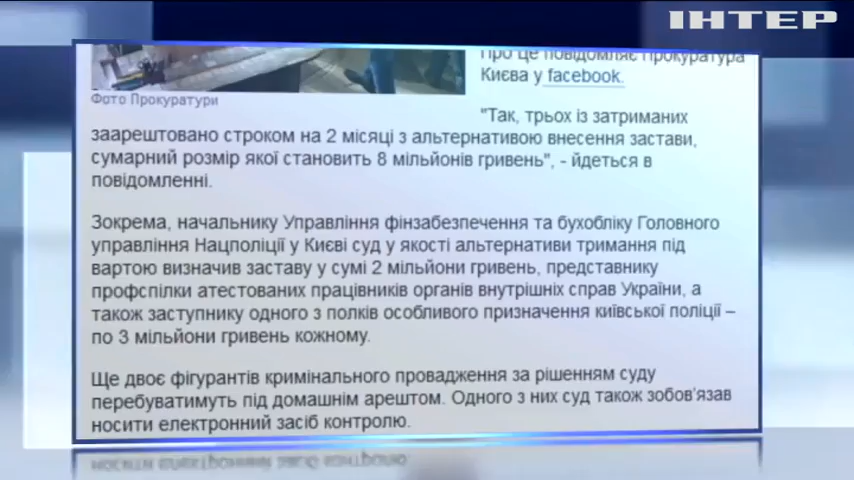 ІНТЕР
Про це повідомляє прокуратура
Києва у facebook.
Фото Прокуратури
"Так, трьох із затриманих
заарештовано строком на 2 місяці з альтернативою внесення застави,
сумарний розмір якої становить 8 мільйонів гривень", - йдеться в
повідомленні.
Зокрема, начальнику Управління фінзабезпечення та бухобліку Головного
управління Нацполіції у Києві суд у якості альтернативи тримання під
вартою визначив заставу у сумі 2 мільйони гривень, представнику
профспілки атестованих працівників органів внутрішніх справ України, а
також заступнику одного з полків особливого призначення київської поліції –
по 3 мільйони гривень кожному.
Ще двоє фігурантів кримінального провадження за рішенням суду
перебуватимуть під домашнім арештом. Одного з них суд також зобов'язав
носити електронний засіб контролю.